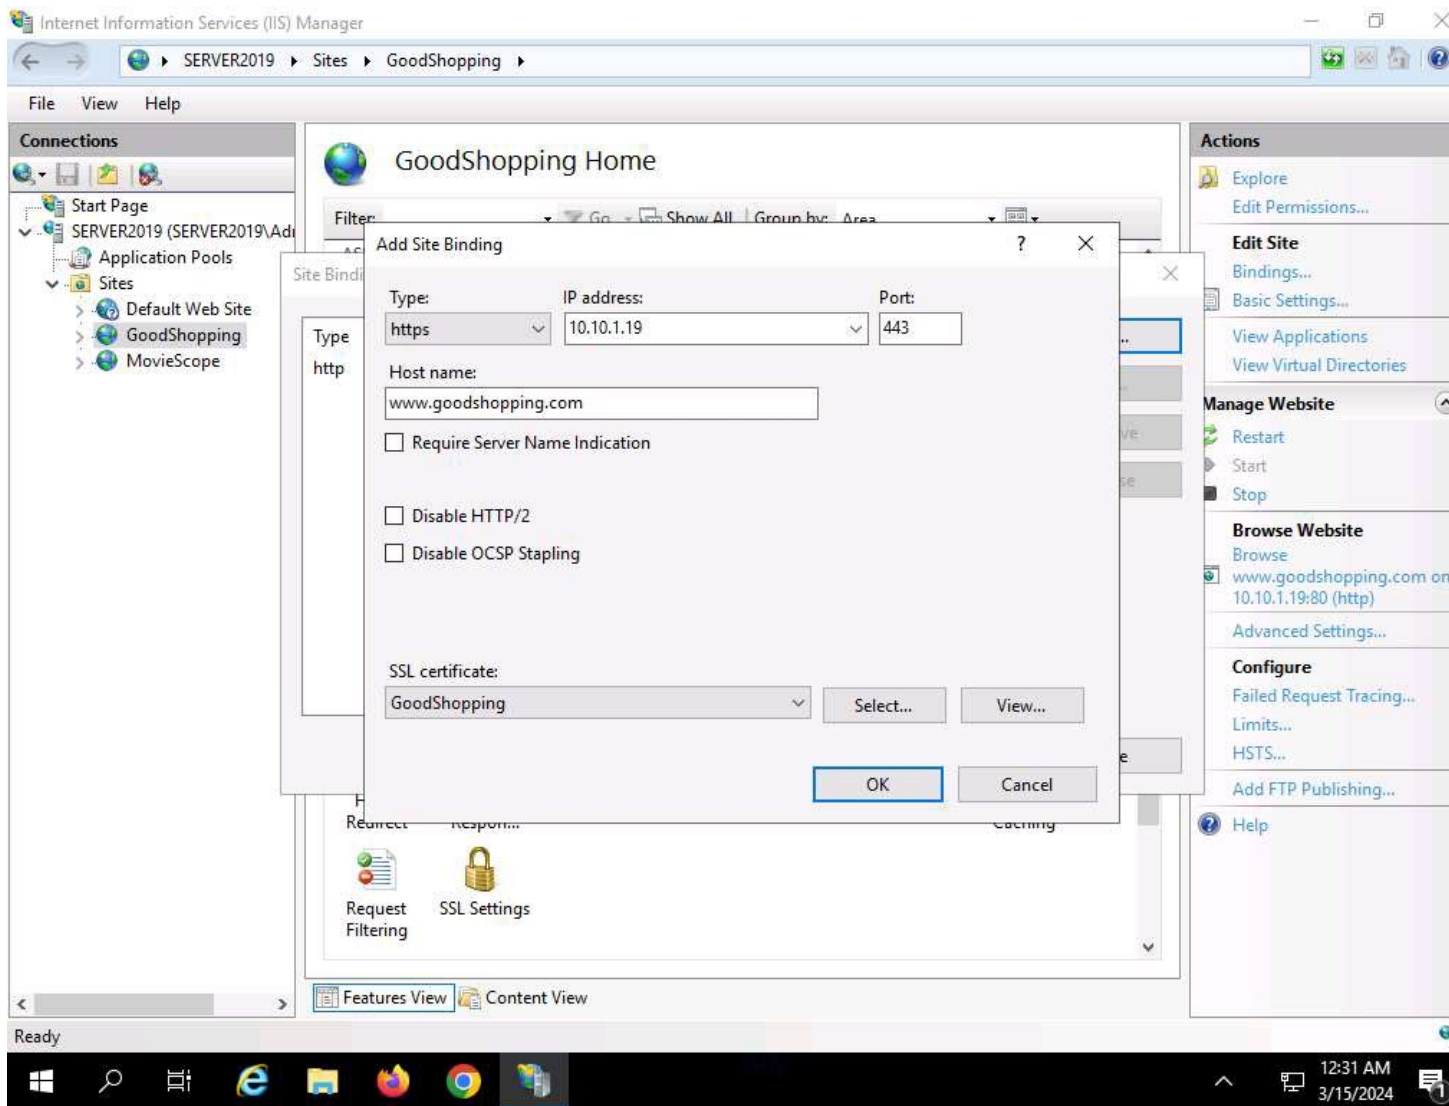 Internet Information Services (IIS) Manager
SERVER2019 Sites GoodShopping
File View Help
Connections
Start Page
SERVER2019 (SERVER2019\Adı
Application Pools
Sites
Default Web Site
GoodShopping
MovieScope
GoodShopping Home
Filter: Go Show All Group by: Area
Site Bindi
Type
http
Add Site Binding
?
Type: IP address: Port:
https 10.10.1.19 443
Host name:
www.goodshopping.com
Require Server Name Indication
Disable HTTP/2
Disable OCSP Stapling
SSL certificate:
GoodShopping
Select... View...
OK Cancel
Redirect Respon... Caching
Request
Filtering
SSL Settings
Features View Content View
Actions
Explore
Edit Permissions...
Edit Site
Bindings...
Basic Settings...
View Applications
View Virtual Directories
Manage Website
Restart
Start
Stop
Browse Website
Browse
www.goodshopping.com on
10.10.1.19:80 (http)
Advanced Settings...
Configure
Failed Request Tracing...
Limits...
HSTS...
Add FTP Publishing...
Help
Ready
12:31 AM
3/15/2024
1